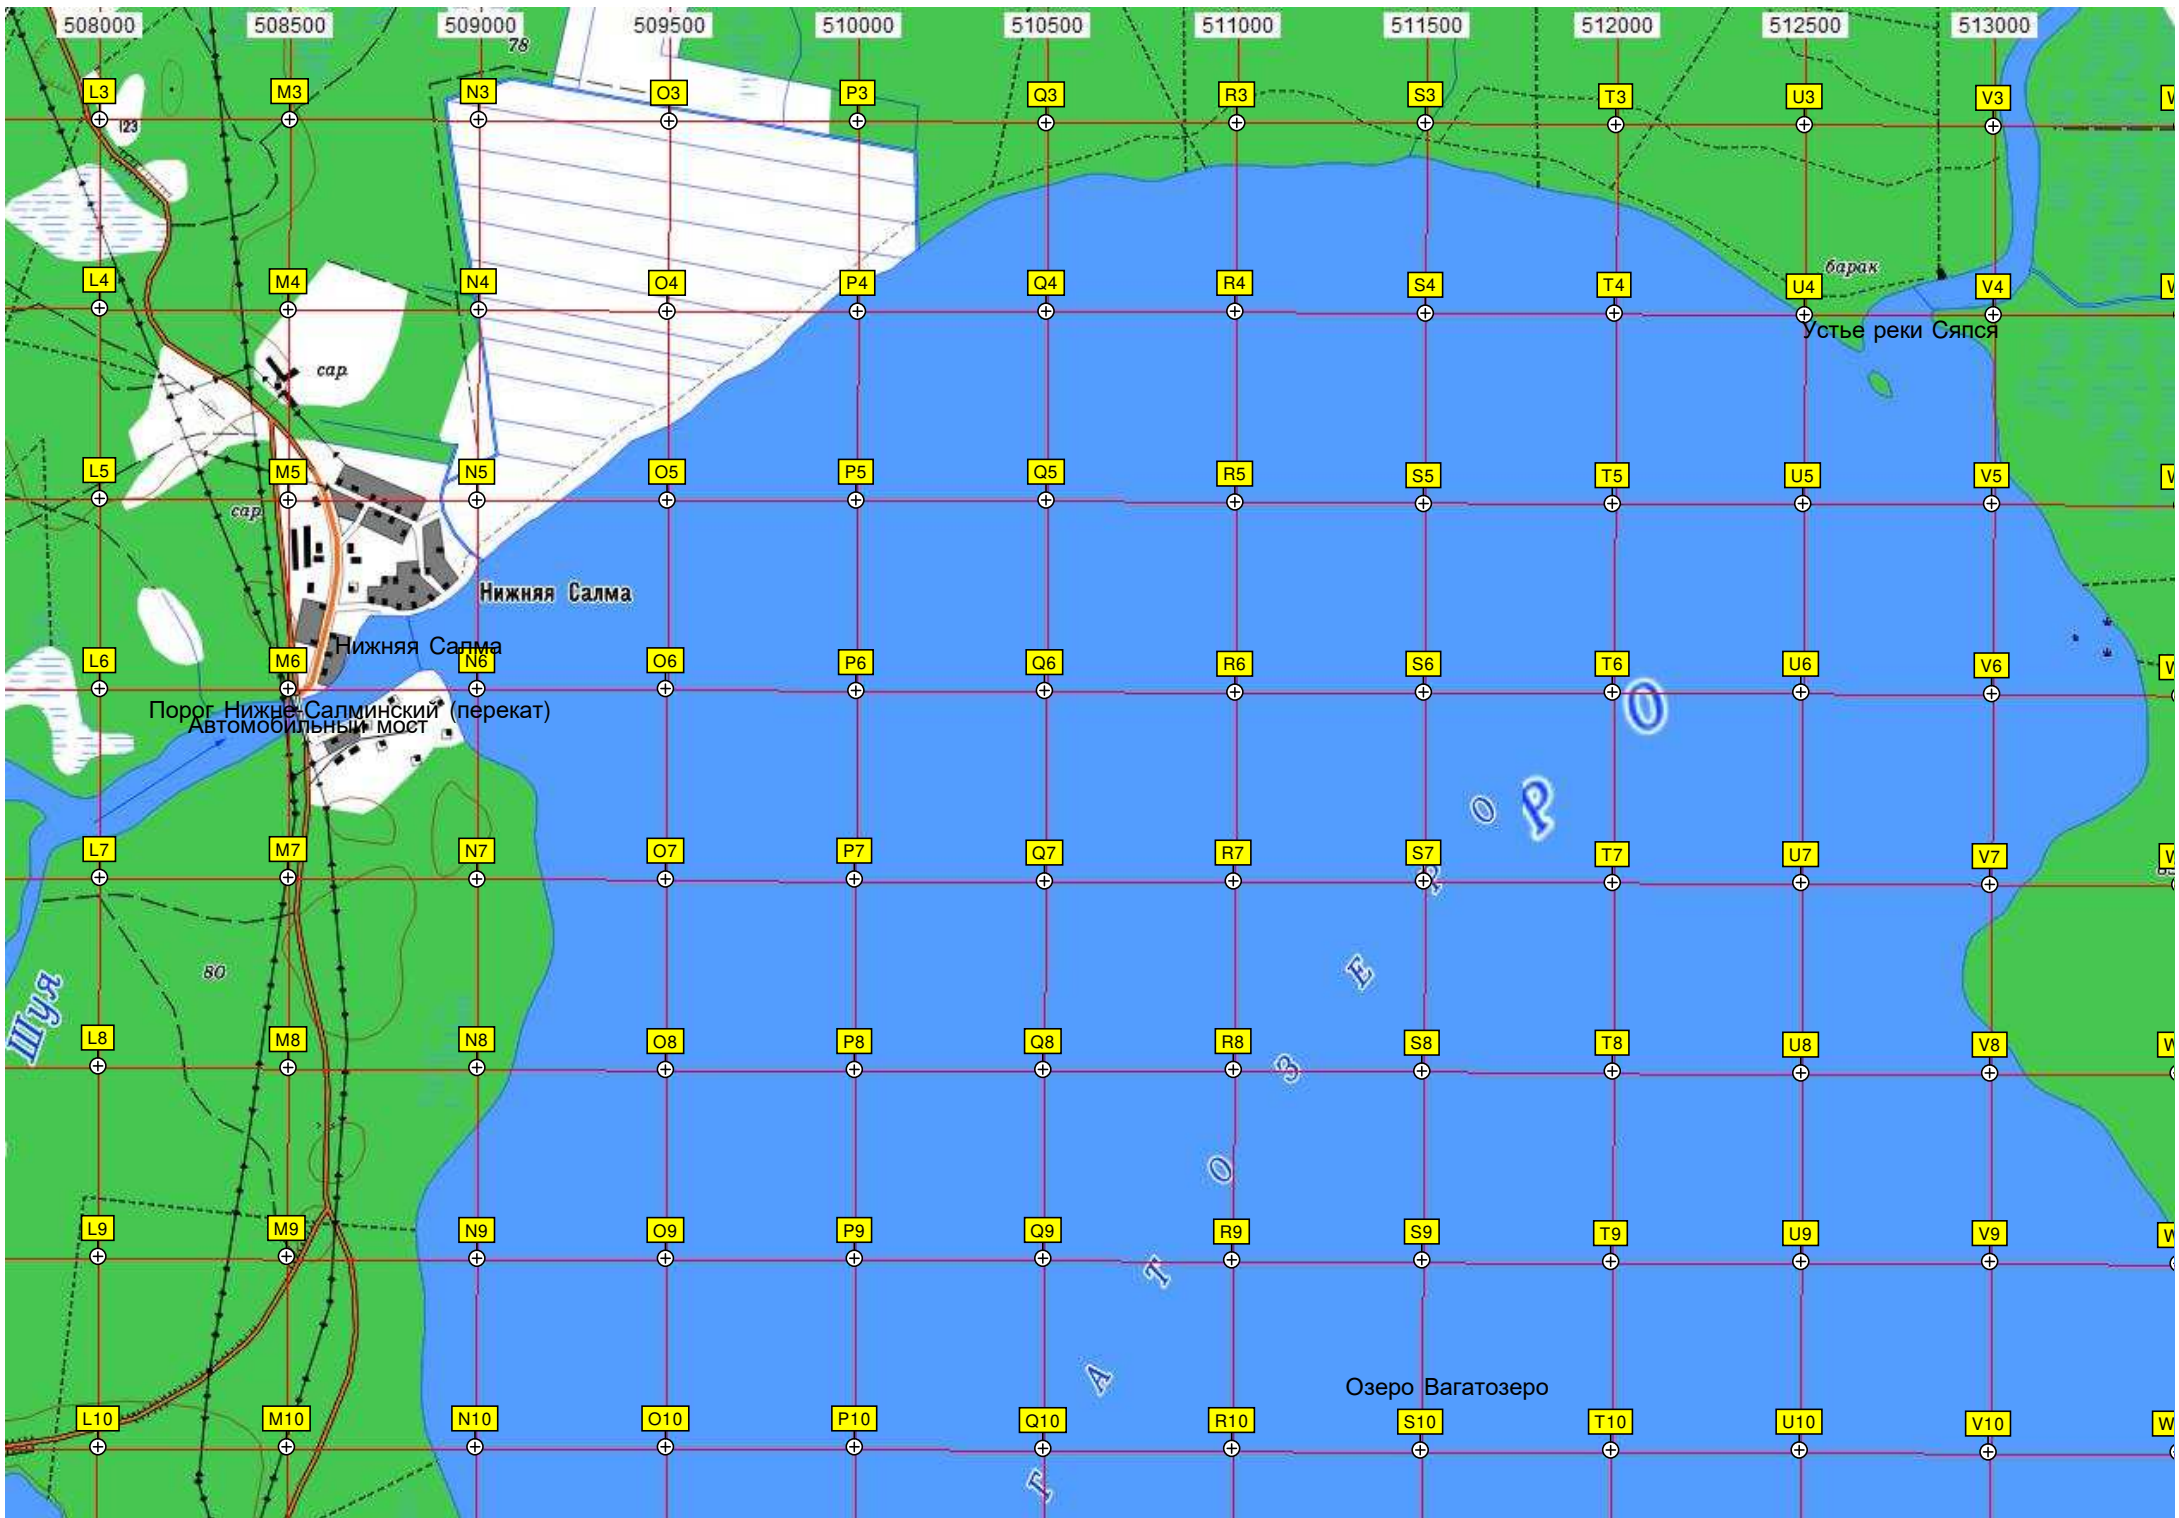 508000 508500 509000 509500 510000 510500 511000 511500 512000 512500 513000
78
L3 M3 N3 O3 P3 Q3 R3 S3 T3 U3 V3
123
барак
L4 M4 N4 O4 P4 Q4 R4 S4 T4 U4 V4
Устье реки Сяпся
сар.
L5 M5 N5 O5 P5 Q5 R5 S5 T5 U5 V5
сар.
Нижняя Салма
Нижняя Салма
L6 M6 N6 O6 P6 Q6 R6 S6 T6 U6 V6
Порог Нижне-Салминский (перекат)
Автомобильный мост
О
Р
L7 M7 N7 O7 P7 Q7 R7 S7 T7 U7 V7
80
Шуя
L8 M8 N8 O8 P8 Q8 R8 S8 T8 U8 V8
L9 M9 N9 O9 P9 Q9 R9 S9 T9 U9 V9
Г А Т О З Е Р О
Озеро Вагатозеро
L10 M10 N10 O10 P10 Q10 R10 S10 T10 U10 V10